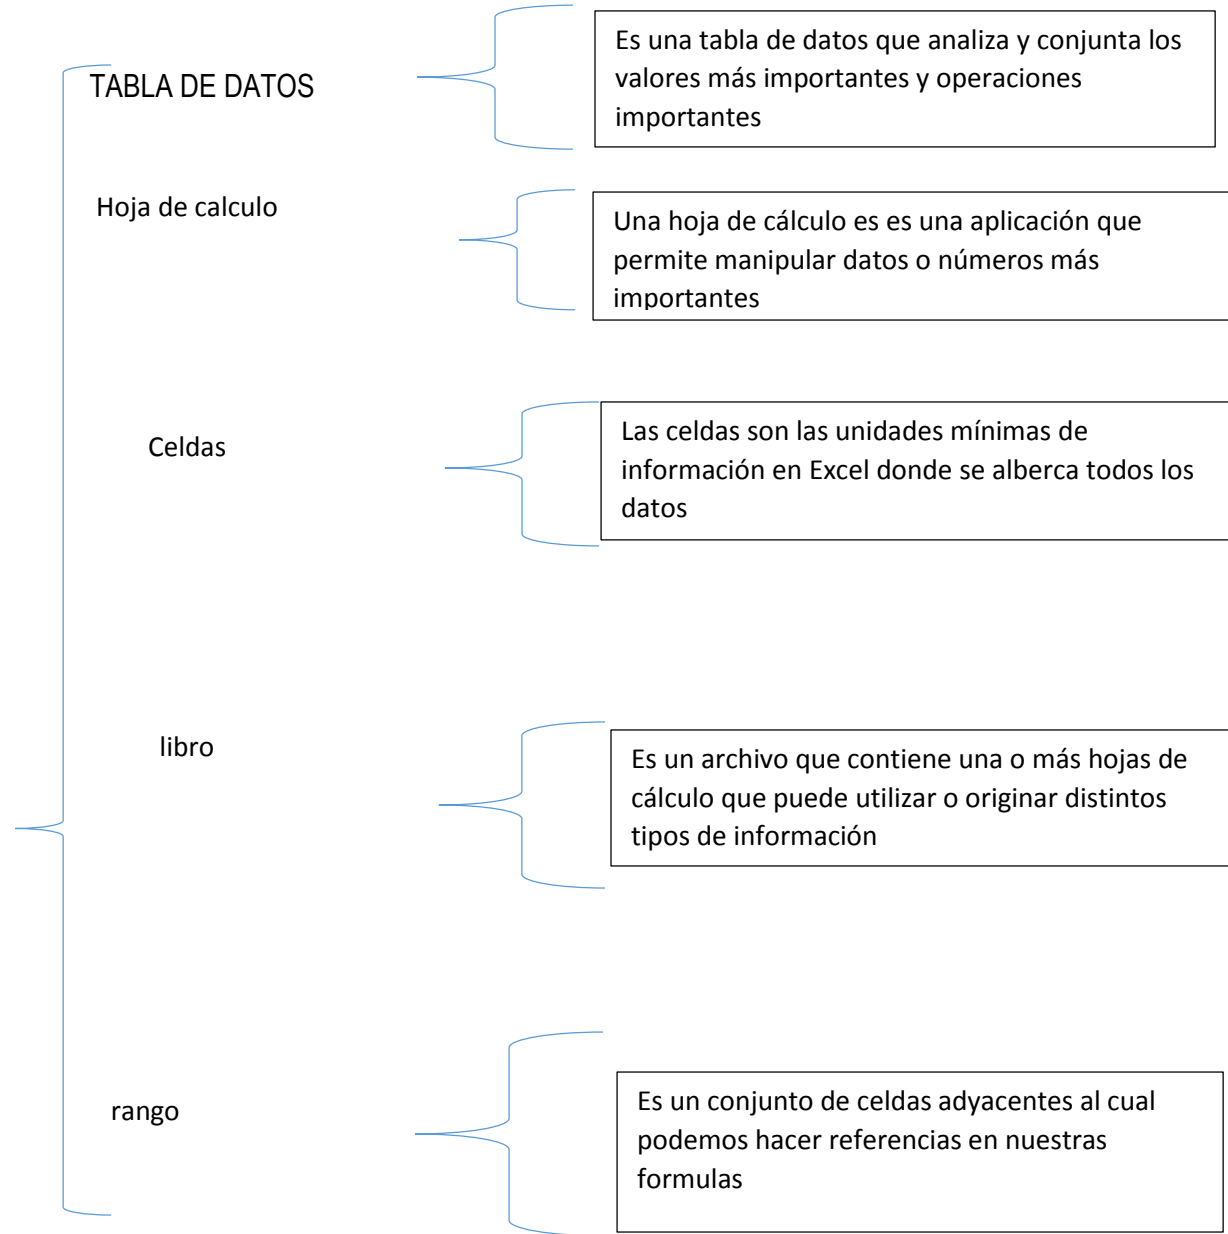 TABLA DE DATOS
Es una tabla de datos que analiza y conjunta los
valores más importantes y operaciones
importantes
Hoja de calculo
Una hoja de cálculo es es una aplicación que
permite manipular datos o números más
importantes
Celdas
Las celdas son las unidades mínimas de
información en Excel donde se alberca todos los
datos
libro
Es un archivo que contiene una o más hojas de
cálculo que puede utilizar o originar distintos
tipos de información
rango
Es un conjunto de celdas adyacentes al cual
podemos hacer referencias en nuestras
formulas